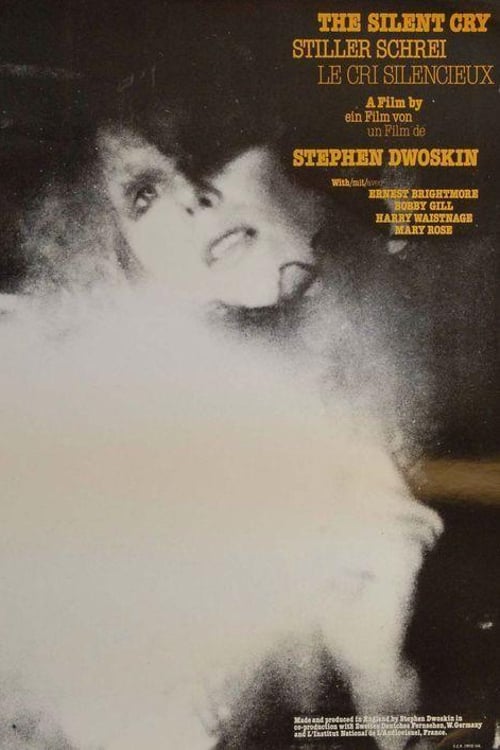 THE SILENT CRY
STILLER SCHREI
LE CRI SILENCIEUX
A Film by
ein Film von
un Film de
STEPHEN DWOSKIN
With/mit/avec
ERNEST BRIGHTMORE
BOBBY GILL
HARRY WAISTNAGE
MARY ROSE
Made and produced in England by Stephen Dwoskin in
co-production with Zweites Deutches Fernsehen, W. Germany
and L'Institut National de L'Audiovisuel, France.